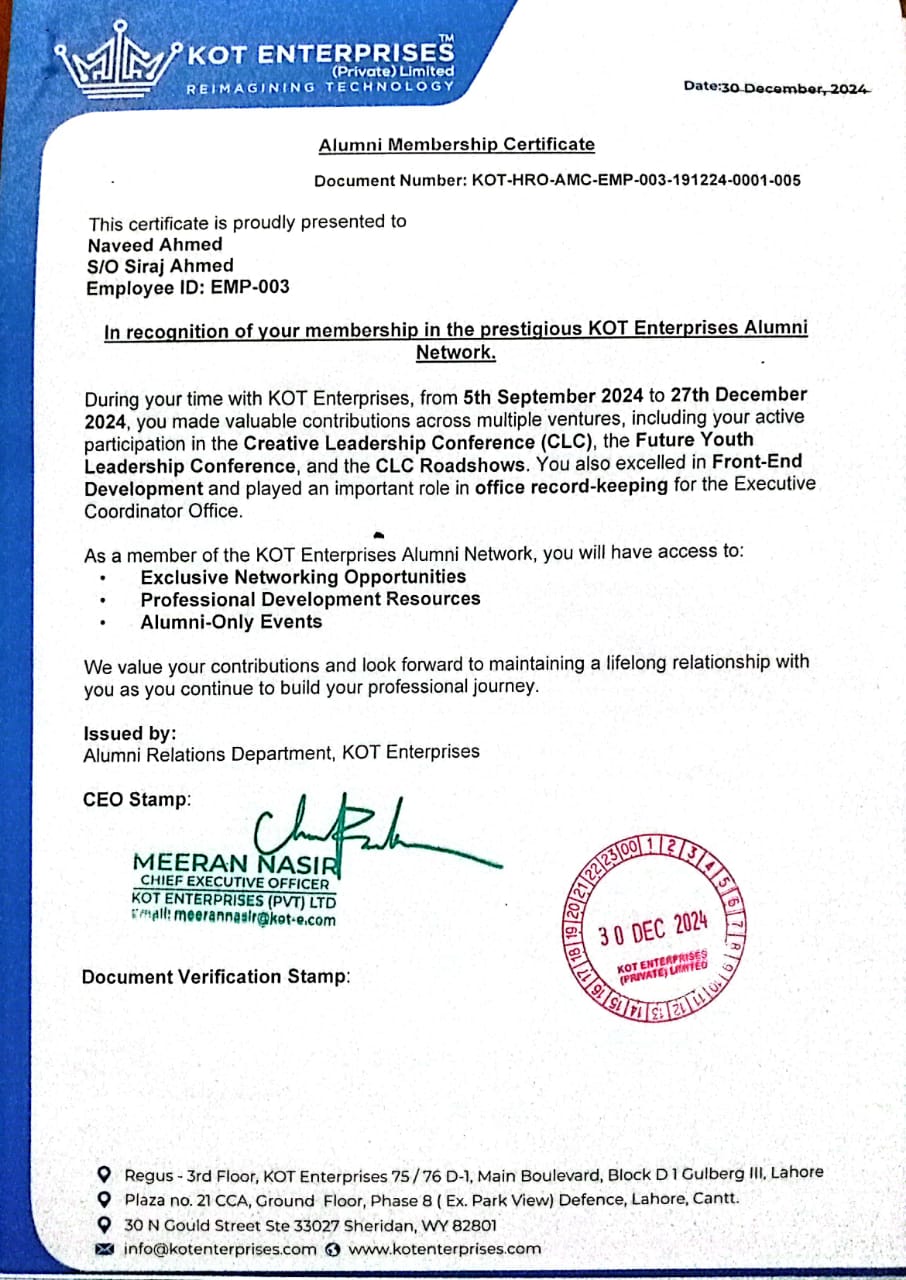 KOT ENTERPRISES™
(Private) Limited
REIMAGINING TECHNOLOGY
Date:30 December, 2024
Alumni Membership Certificate
Document Number: KOT-HRO-AMC-EMP-003-191224-0001-005
This certificate is proudly presented to
Naveed Ahmed
S/O Siraj Ahmed
Employee ID: EMP-003
In recognition of your membership in the prestigious KOT Enterprises Alumni
Network.
During your time with KOT Enterprises, from 5th September 2024 to 27th December
2024, you made valuable contributions across multiple ventures, including your active
participation in the Creative Leadership Conference (CLC), the Future Youth
Leadership Conference, and the CLC Roadshows. You also excelled in Front-End
Development and played an important role in office record-keeping for the Executive
Coordinator Office.
As a member of the KOT Enterprises Alumni Network, you will have access to:
• Exclusive Networking Opportunities
• Professional Development Resources
• Alumni-Only Events
We value your contributions and look forward to maintaining a lifelong relationship with
you as you continue to build your professional journey.
Issued by:
Alumni Relations Department, KOT Enterprises
CEO Stamp:
MEERAN NASIR
CHIEF EXECUTIVE OFFICER
KOT ENTERPRISES (PVT) LTD
Email: meerannasir@kot-e.com
00 1 2 3 4 5 6 7 8 9 10 11 12 13 14 15 16 17 18 19 20 21 22 23
30 DEC 2024
KOT ENTERPRISES
(PRIVATE) LIMITED
Document Verification Stamp:
Regus - 3rd Floor, KOT Enterprises 75 / 76 D-1, Main Boulevard, Block D 1 Gulberg III, Lahore
Plaza no. 21 CCA, Ground Floor, Phase 8 ( Ex. Park View) Defence, Lahore, Cantt.
30 N Gould Street Ste 33027 Sheridan, WY 82801
info@kotenterprises.com www.kotenterprises.com